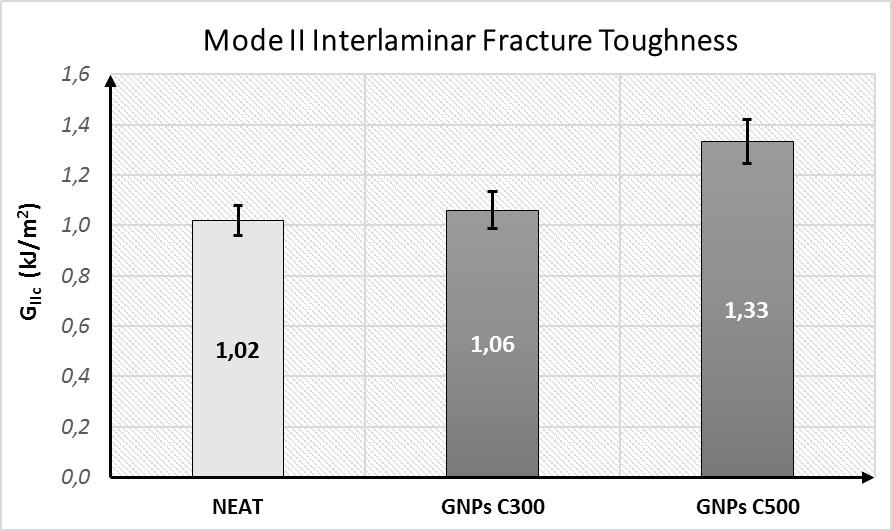 Mode II Interlaminar Fracture Toughness
1,6
1,4
1,2
1,0
0,8
0,6
0,4
0,2
0,0
GIIc (kJ/m²)
1,02
1,06
1,33
NEAT
GNPs C300
GNPs C500